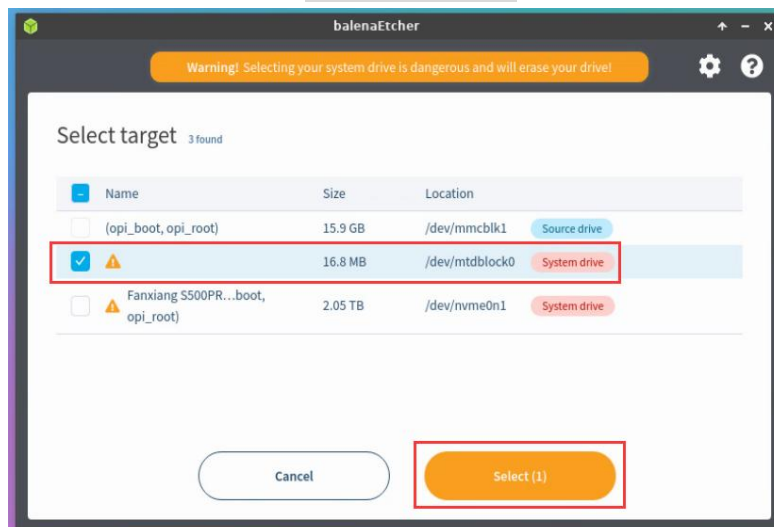 balenaEtcher
Warning! Selecting your system drive is dangerous and will erase your drive!
Select target 3 found
Name Size Location
(opi_boot, opi_root) 15.9 GB /dev/mmcblk1 Source drive
16.8 MB /dev/mtdblock0 System drive
Fanxiang S500PR...boot, opi_root) 2.05 TB /dev/nvme0n1 System drive
Cancel Select (1)